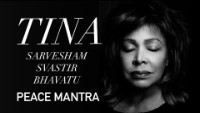 TINA
SARVESHAM
SVASTIR
BHAVATU
PEACE MANTRA